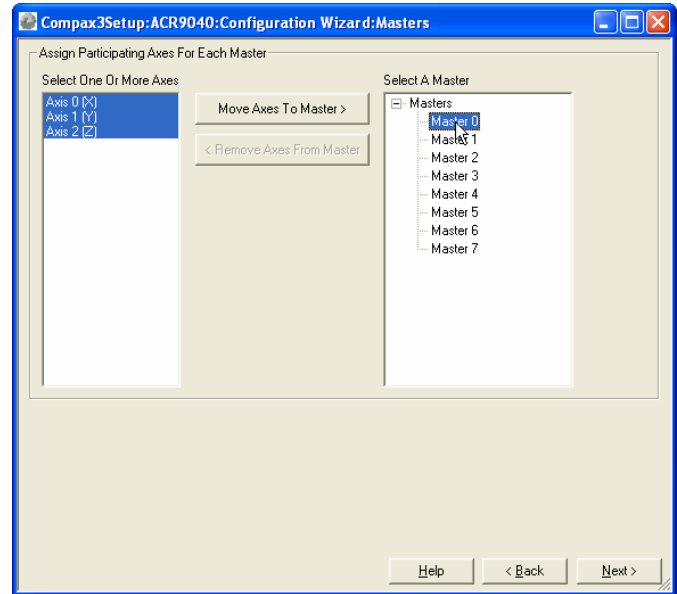 Compax3Setup:ACR9040:Configuration Wizard:Masters
Assign Participating Axes For Each Master
Select One Or More Axes
Axis 0 (X)
Axis 1 (Y)
Axis 2 (Z)
Move Axes To Master >
< Remove Axes From Master
Select A Master
Masters
Master 0
Master 1
Master 2
Master 3
Master 4
Master 5
Master 6
Master 7
Help
< Back
Next >